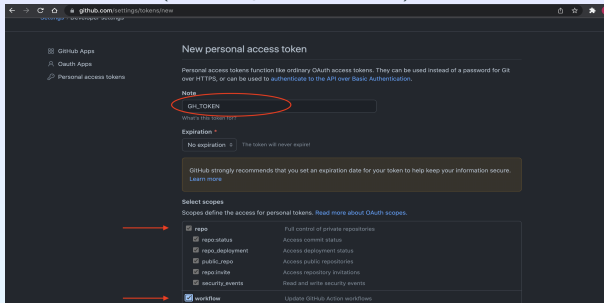 github.com/settings/tokens/new
Settings / Developer settings
GitHub Apps
OAuth Apps
Personal access tokens
New personal access token
Personal access tokens function like ordinary OAuth access tokens. They can be used instead of a password for Git
over HTTPS, or can be used to authenticate to the API over Basic Authentication.
Note
GH_TOKEN
What's this token for?
Expiration *
No expiration
The token will never expire!
GitHub strongly recommends that you set an expiration date for your token to help keep your information secure.
Learn more
Select scopes
Scopes define the access for personal tokens. Read more about OAuth scopes.
repo Full control of private repositories
repo:status Access commit status
repo_deployment Access deployment status
public_repo Access public repositories
repo:invite Access repository invitations
security_events Read and write security events
workflow Update GitHub Action workflows